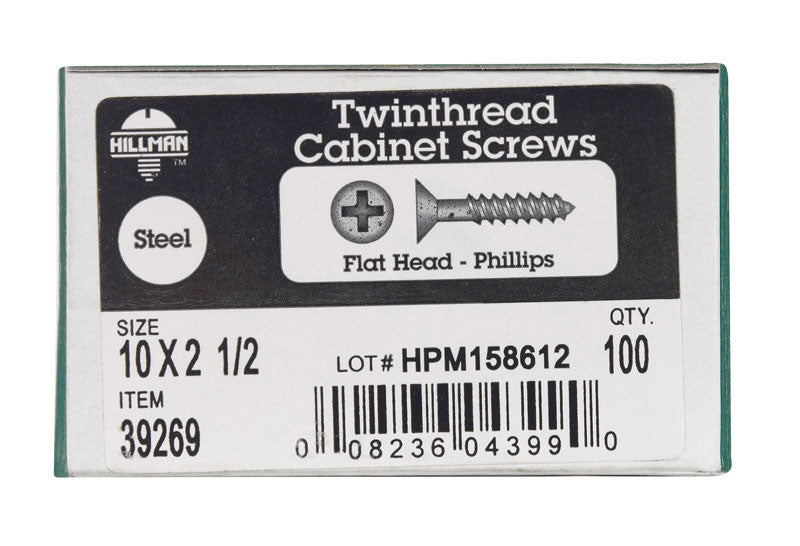 HILLMAN
TM
Twinthread
Cabinet Screws
Steel
Flat Head - Phillips
SIZE
10 X 2 1/2
QTY.
100
LOT# HPM158612
ITEM
39269
0 08236 04399 0